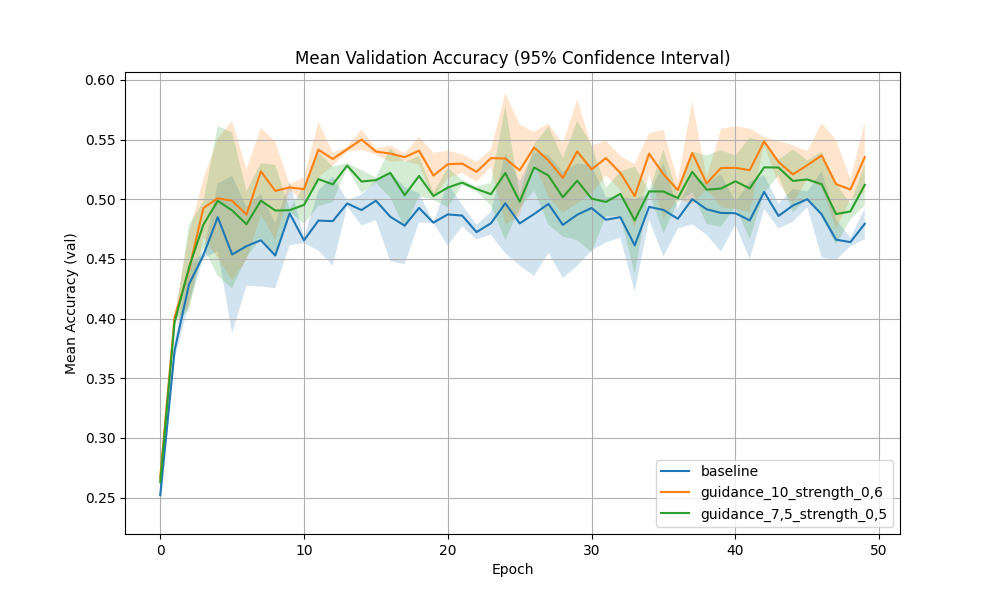 Mean Validation Accuracy (95% Confidence Interval)
Mean Accuracy (val)
0.60
0.55
0.50
0.45
0.40
0.35
0.30
0.25
0
10
20
30
40
50
Epoch
baseline
guidance_10_strength_0,6
guidance_7,5_strength_0,5